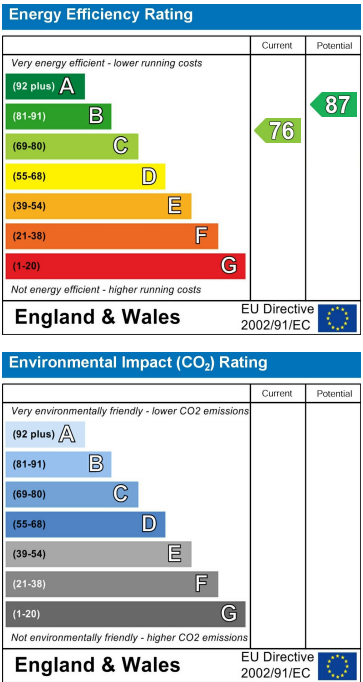 Energy Efficiency Rating
Current Potential
Very energy efficient - lower running costs
(92 plus) A
(81-91) B
(69-80) C
(55-68) D
(39-54) E
(21-38) F
(1-20) G
76
87
Not energy efficient - higher running costs
England & Wales
EU Directive
2002/91/EC
Environmental Impact (CO₂) Rating
Current Potential
Very environmentally friendly - lower CO2 emissions
(92 plus) A
(81-91) B
(69-80) C
(55-68) D
(39-54) E
(21-38) F
(1-20) G
Not environmentally friendly - higher CO2 emissions
England & Wales
EU Directive
2002/91/EC